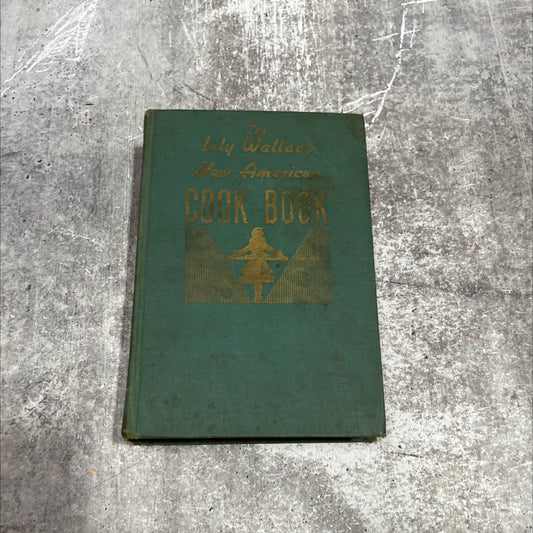 The
Lily Wallace
New American
COOK BOOK